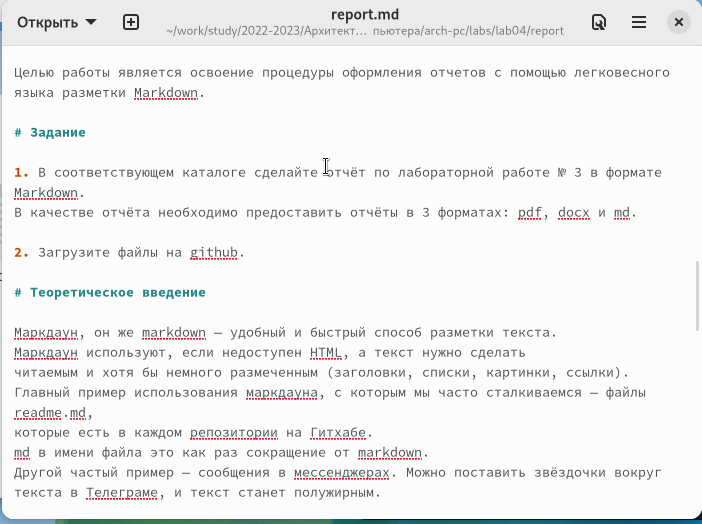 Открыть
report.md
~/work/study/2022-2023/Архитект... пьютера/arch-pc/labs/lab04/report
Целью работы является освоение процедуры оформления отчетов с помощью легковесного
языка разметки Markdown.
# Задание
1. В соответствующем каталоге сделайте отчёт по лабораторной работе № 3 в формате
Markdown.
В качестве отчёта необходимо предоставить отчёты в 3 форматах: pdf, docx и md.
2. Загрузите файлы на github.
# Теоретическое введение
Маркдаун, он же markdown — удобный и быстрый способ разметки текста.
Маркдаун используют, если недоступен HTML, а текст нужно сделать
читаемым и хотя бы немного размеченным (заголовки, списки, картинки, ссылки).
Главный пример использования маркдауна, с которым мы часто сталкиваемся — файлы
readme.md,
которые есть в каждом репозитории на Гитхабе.
md в имени файла это как раз сокращение от markdown.
Другой частый пример — сообщения в мессенджерах. Можно поставить звёздочки вокруг
текста в Телеграме, и текст станет полужирным.